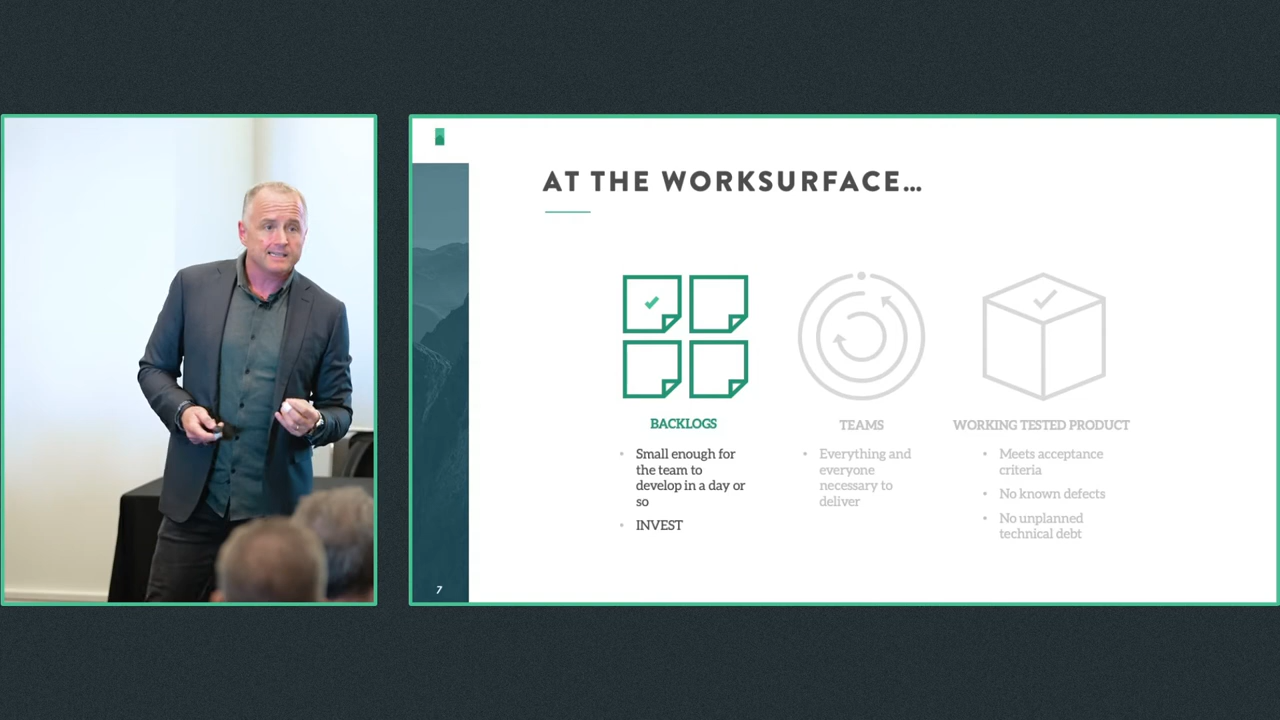 AT THE WORKSURFACE…
BACKLOGS
• Small enough for
the team to
develop in a day or
so
• INVEST
TEAMS
• Everything and
everyone
necessary to
deliver
WORKING TESTED PRODUCT
• Meets acceptance
criteria
• No known defects
• No unplanned
technical debt
7